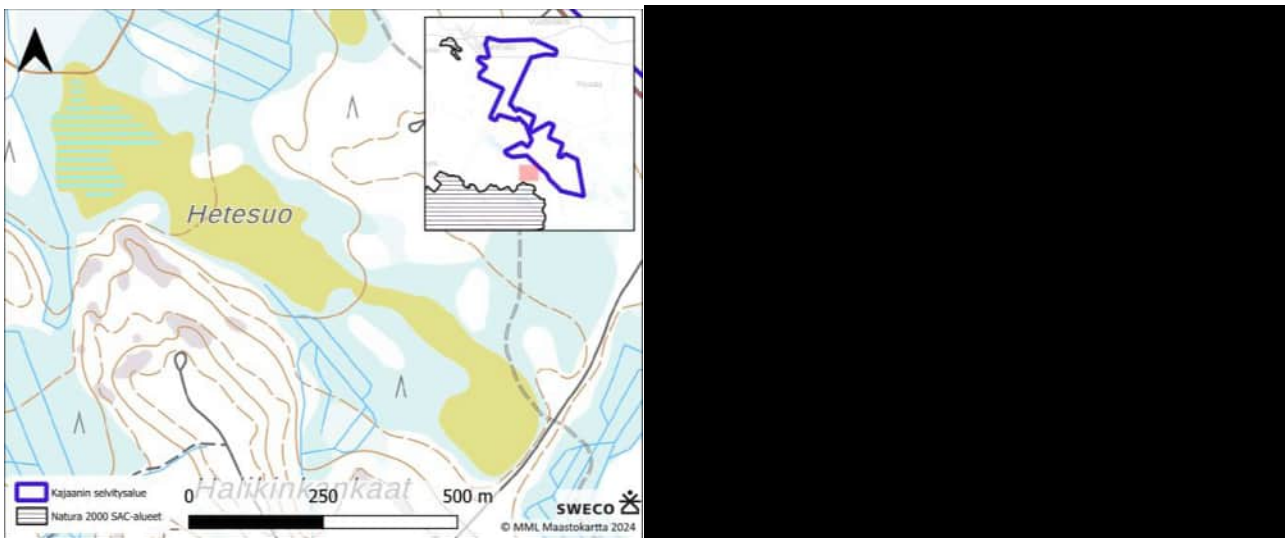 Hetesuo
Halikinkankaat
Kajaanin selvitysalue
Natura 2000 SAC-alueet
0 250 500 m
SWECO
© MML Maastokartta 2024